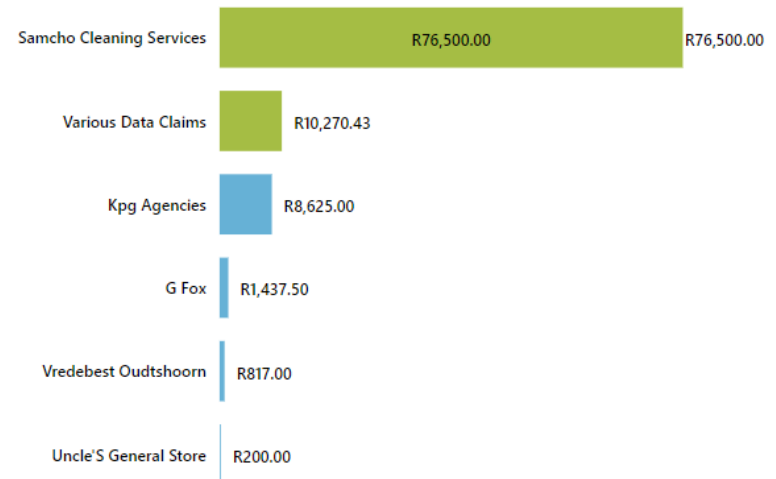 Samcho Cleaning Services R76,500.00 R76,500.00
Various Data Claims R10,270.43
Kpg Agencies R8,625.00
G Fox R1,437.50
Vredebest Oudtshoorn R817.00
Uncle'S General Store R200.00